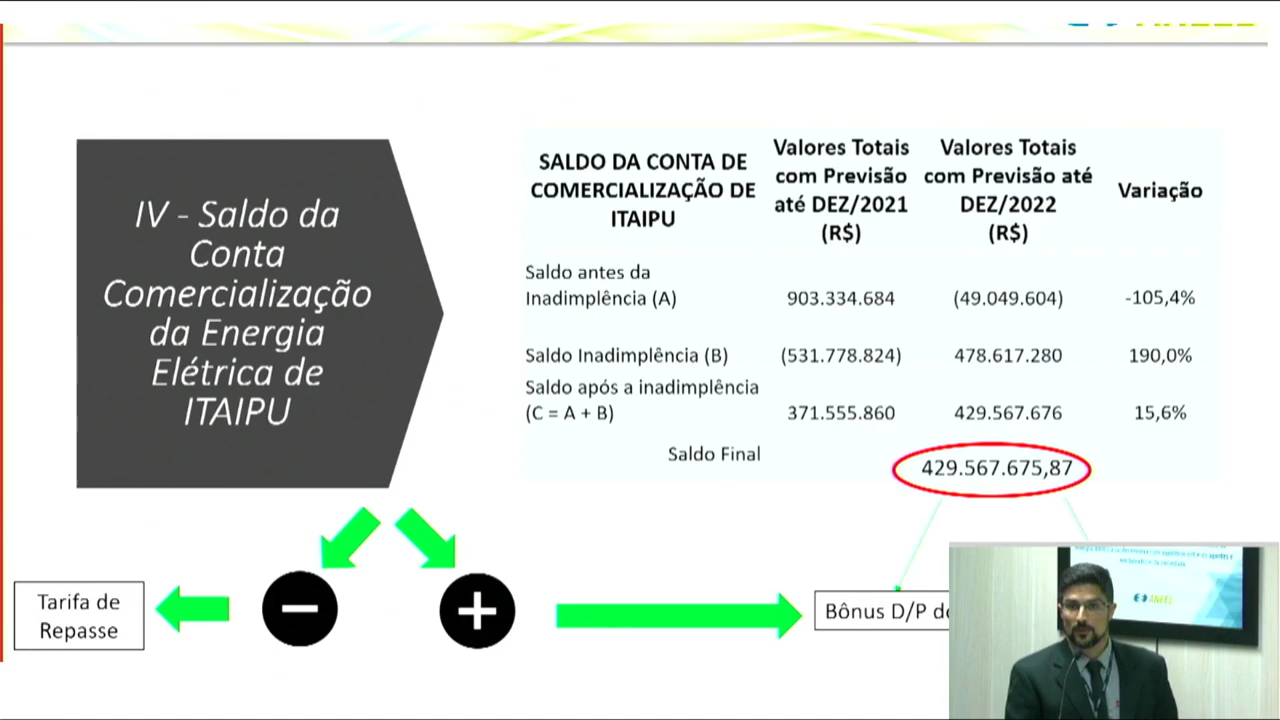 IV - Saldo da
Conta
Comercialização
da Energia
Elétrica de
ITAIPU
SALDO DA CONTA DE
COMERCIALIZAÇÃO DE
ITAIPU
Valores Totais
com Previsão
até DEZ/2021
(R$)
Valores Totais
com Previsão até
DEZ/2022
(R$)
Variação
Saldo antes da
Inadimplência (A)
903.334.684
(49.049.604)
-105,4%
Saldo Inadimplência (B)
(531.778.824)
478.617.280
190,0%
Saldo após a inadimplência
(C = A + B)
371.555.860
429.567.676
15,6%
Saldo Final
429.567.675,87
Tarifa de
Repasse
Bônus D/P
ANEEL